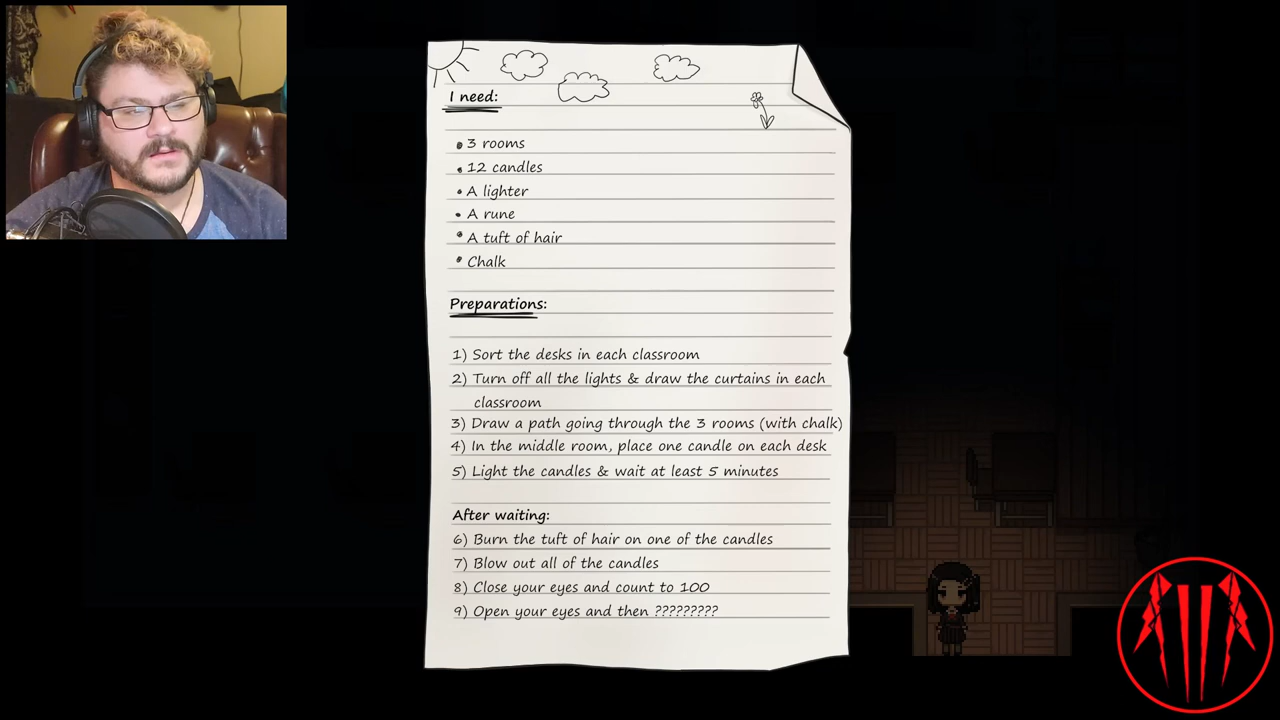 I need:
3 rooms
12 candles
A lighter
A rune
A tuft of hair
Chalk
Preparations:
1) Sort the desks in each classroom
2) Turn off all the lights & draw the curtains in each
classroom
3) Draw a path going through the 3 rooms (with chalk)
4) In the middle room, place one candle on each desk
5) Light the candles & wait at least 5 minutes
After waiting:
6) Burn the tuft of hair on one of the candles
7) Blow out all of the candles
8) Close your eyes and count to 100
9) Open your eyes and then ?????????